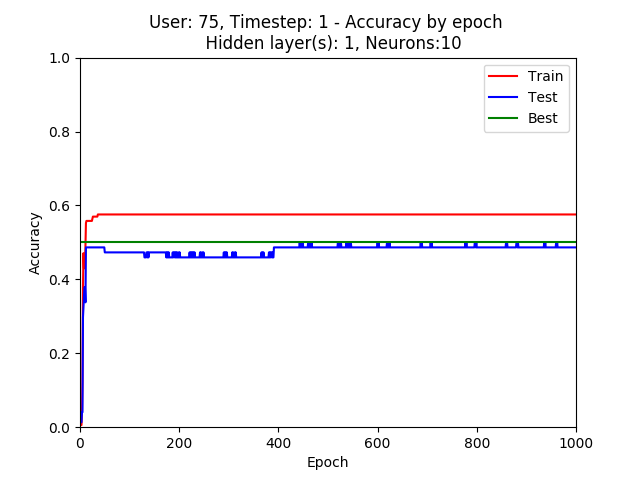 User: 75, Timestep: 1 - Accuracy by epoch
Hidden layer(s): 1, Neurons:10
1.0
0.8
0.6
0.4
0.2
0.0
Accuracy
Train
Test
Best
0 200 400 600 800 1000
Epoch